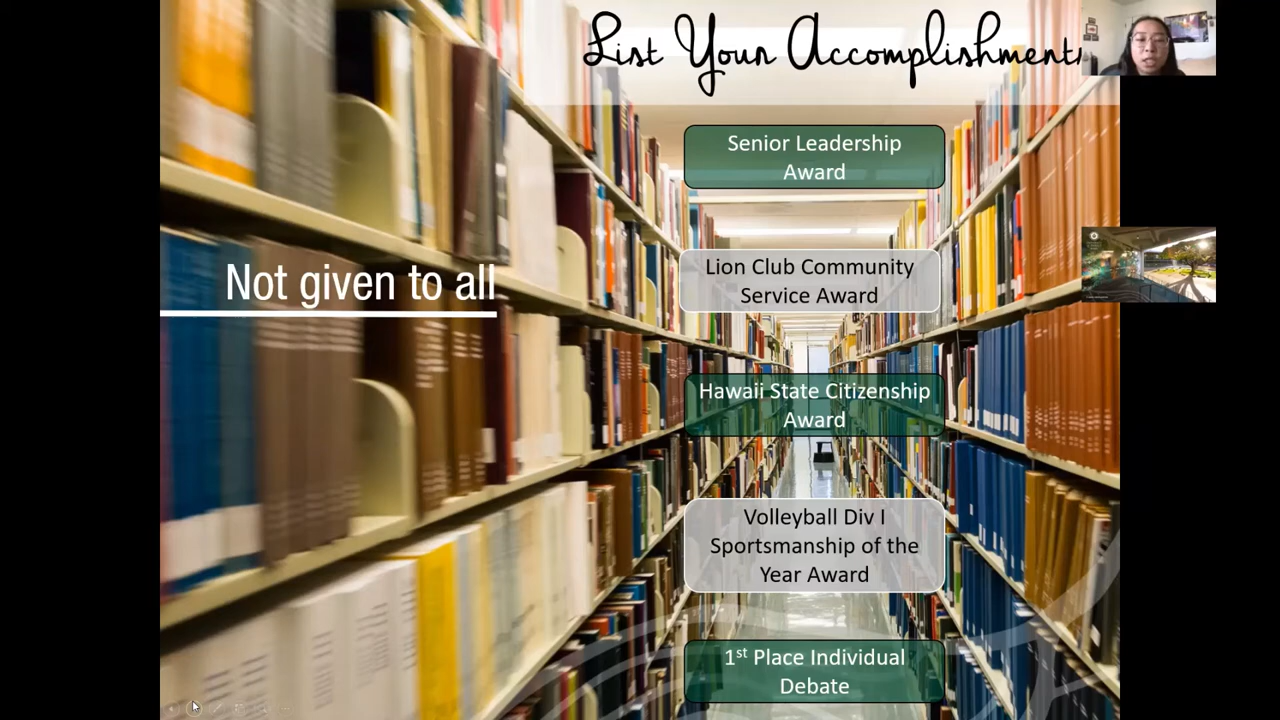 List Your Accomplishments
Senior Leadership
Award
Not given to all
Lion Club Community
Service Award
Hawaii State Citizenship
Award
Volleyball Div I
Sportsmanship of the
Year Award
1st Place Individual
Debate